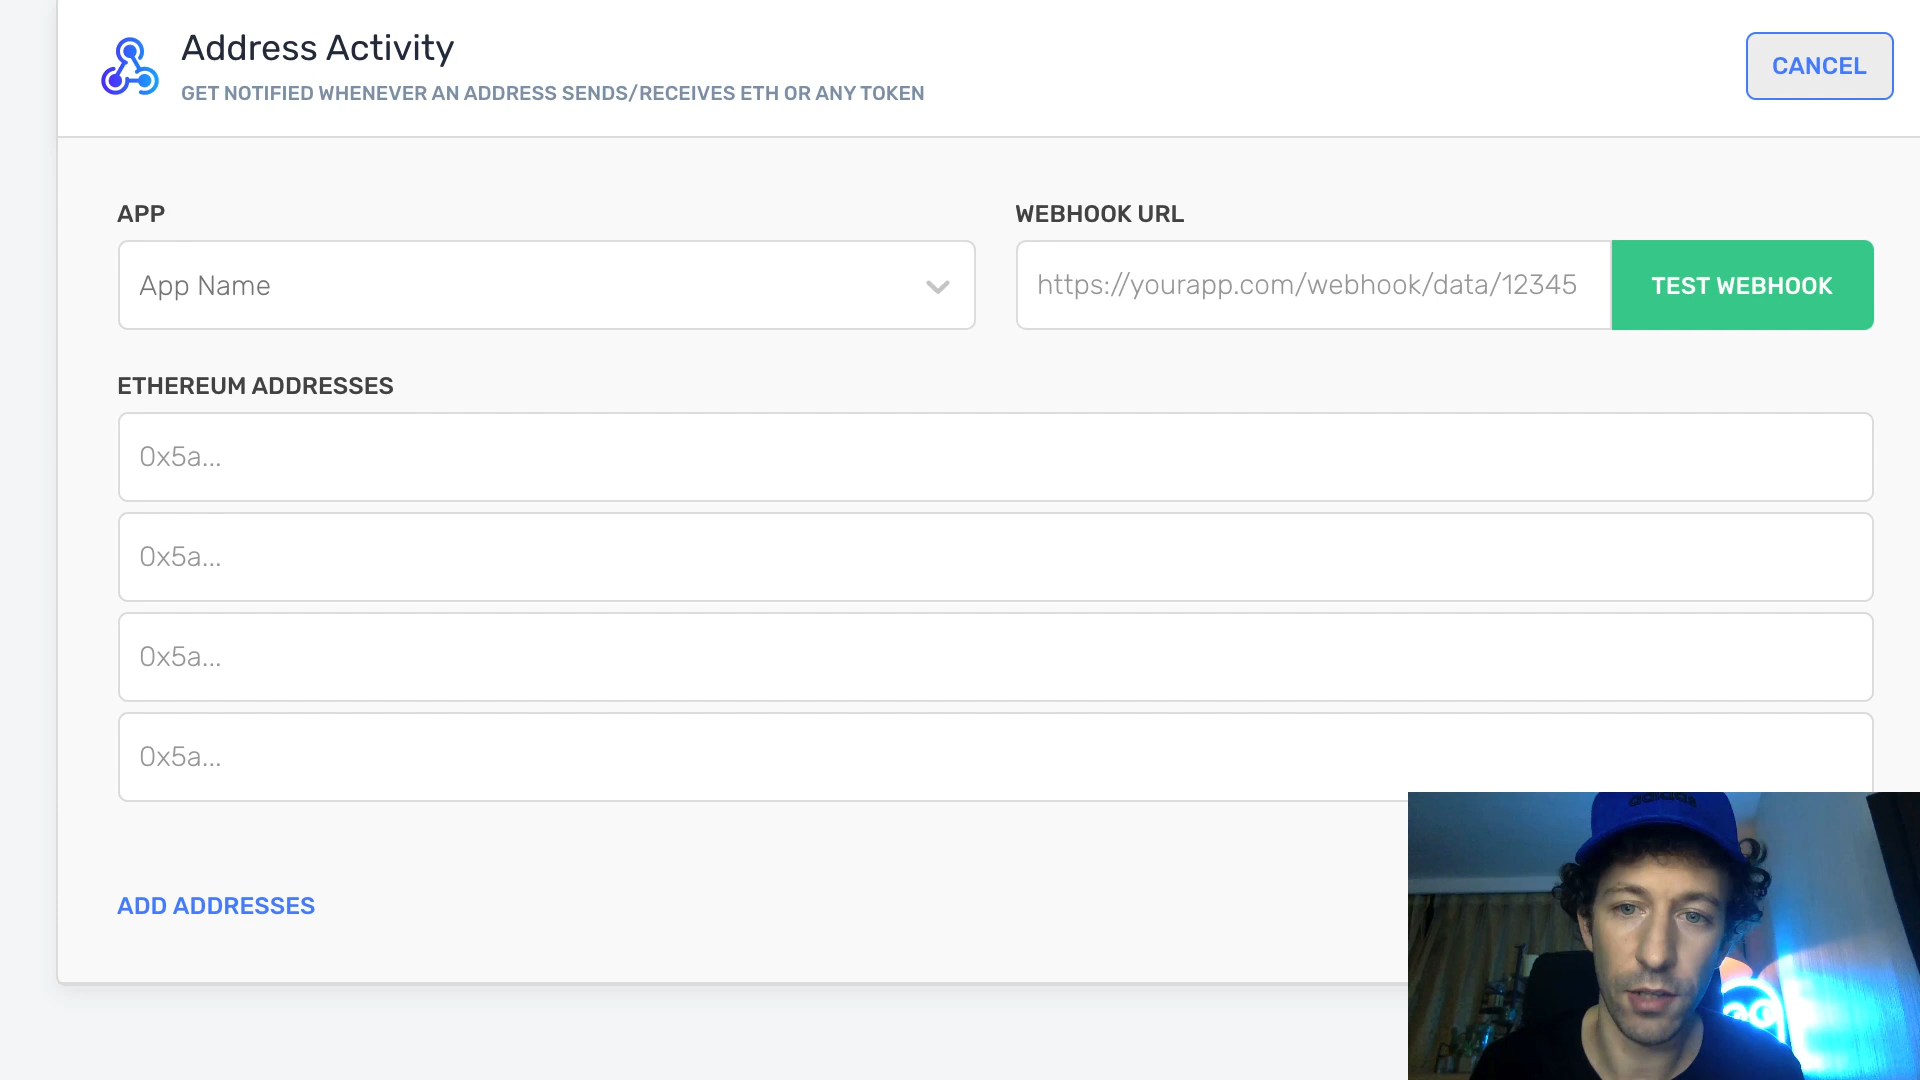 Address Activity
GET NOTIFIED WHENEVER AN ADDRESS SENDS/RECEIVES ETH OR ANY TOKEN
CANCEL
APP
WEBHOOK URL
App Name
https://yourapp.com/webhook/data/12345
TEST WEBHOOK
ETHEREUM ADDRESSES
0x5a...
0x5a...
0x5a...
0x5a...
ADD ADDRESSES
adidas